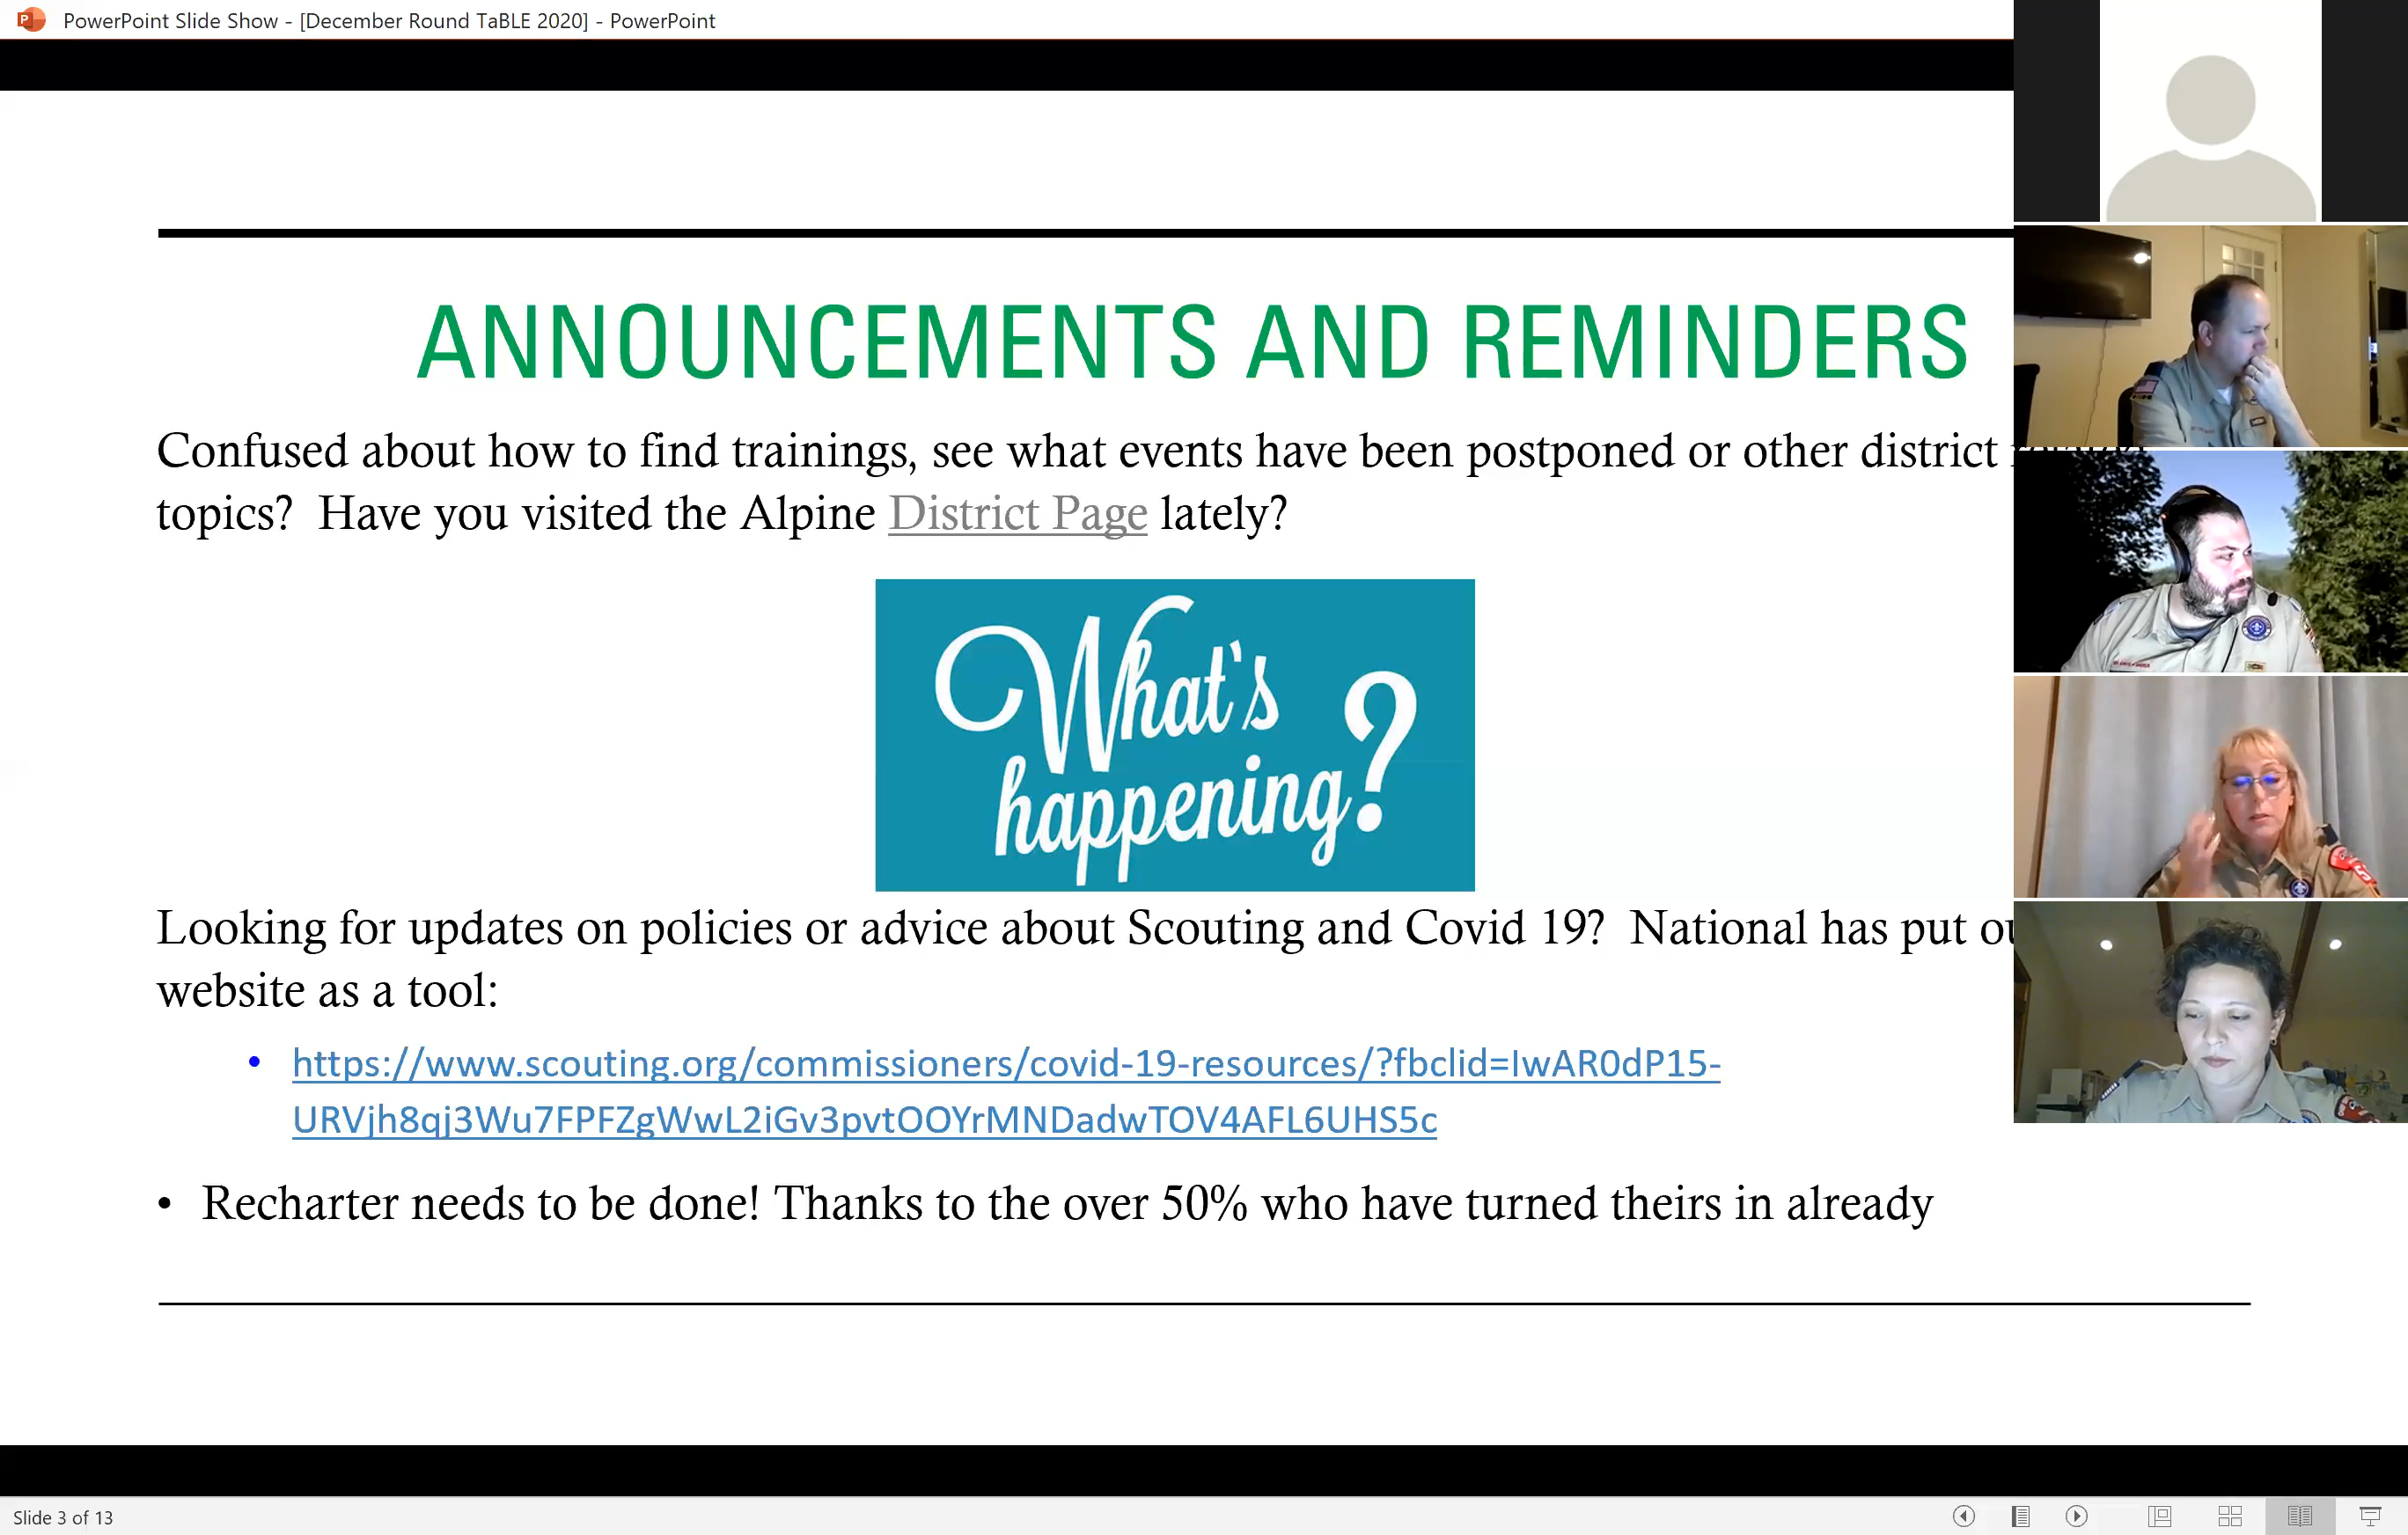 PowerPoint Slide Show - [December Round TaBLE 2020] - PowerPoint
ANNOUNCEMENTS AND REMINDERS
Confused about how to find trainings, see what events have been postponed or other district
topics?  Have you visited the Alpine District Page lately?
What's
happening?
Looking for updates on policies or advice about Scouting and Covid 19?  National has put
website as a tool:
• https://www.scouting.org/commissioners/covid-19-resources/?fbclid=IwAR0dP15-
URVjh8qj3Wu7FPFZgWwL2iGv3pvtOOYrMNDadwTOV4AFL6UHS5c
• Recharter needs to be done! Thanks to the over 50% who have turned theirs in already
Slide 3 of 13